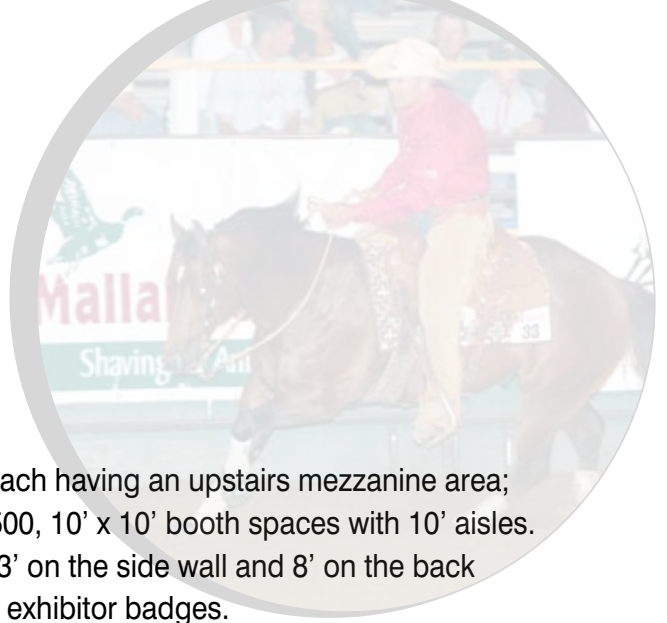 Malla
Shaving
33
ach having an upstairs mezzanine area;
500, 10’ x 10’ booth spaces with 10’ aisles.
3’ on the side wall and 8’ on the back
exhibitor badges.